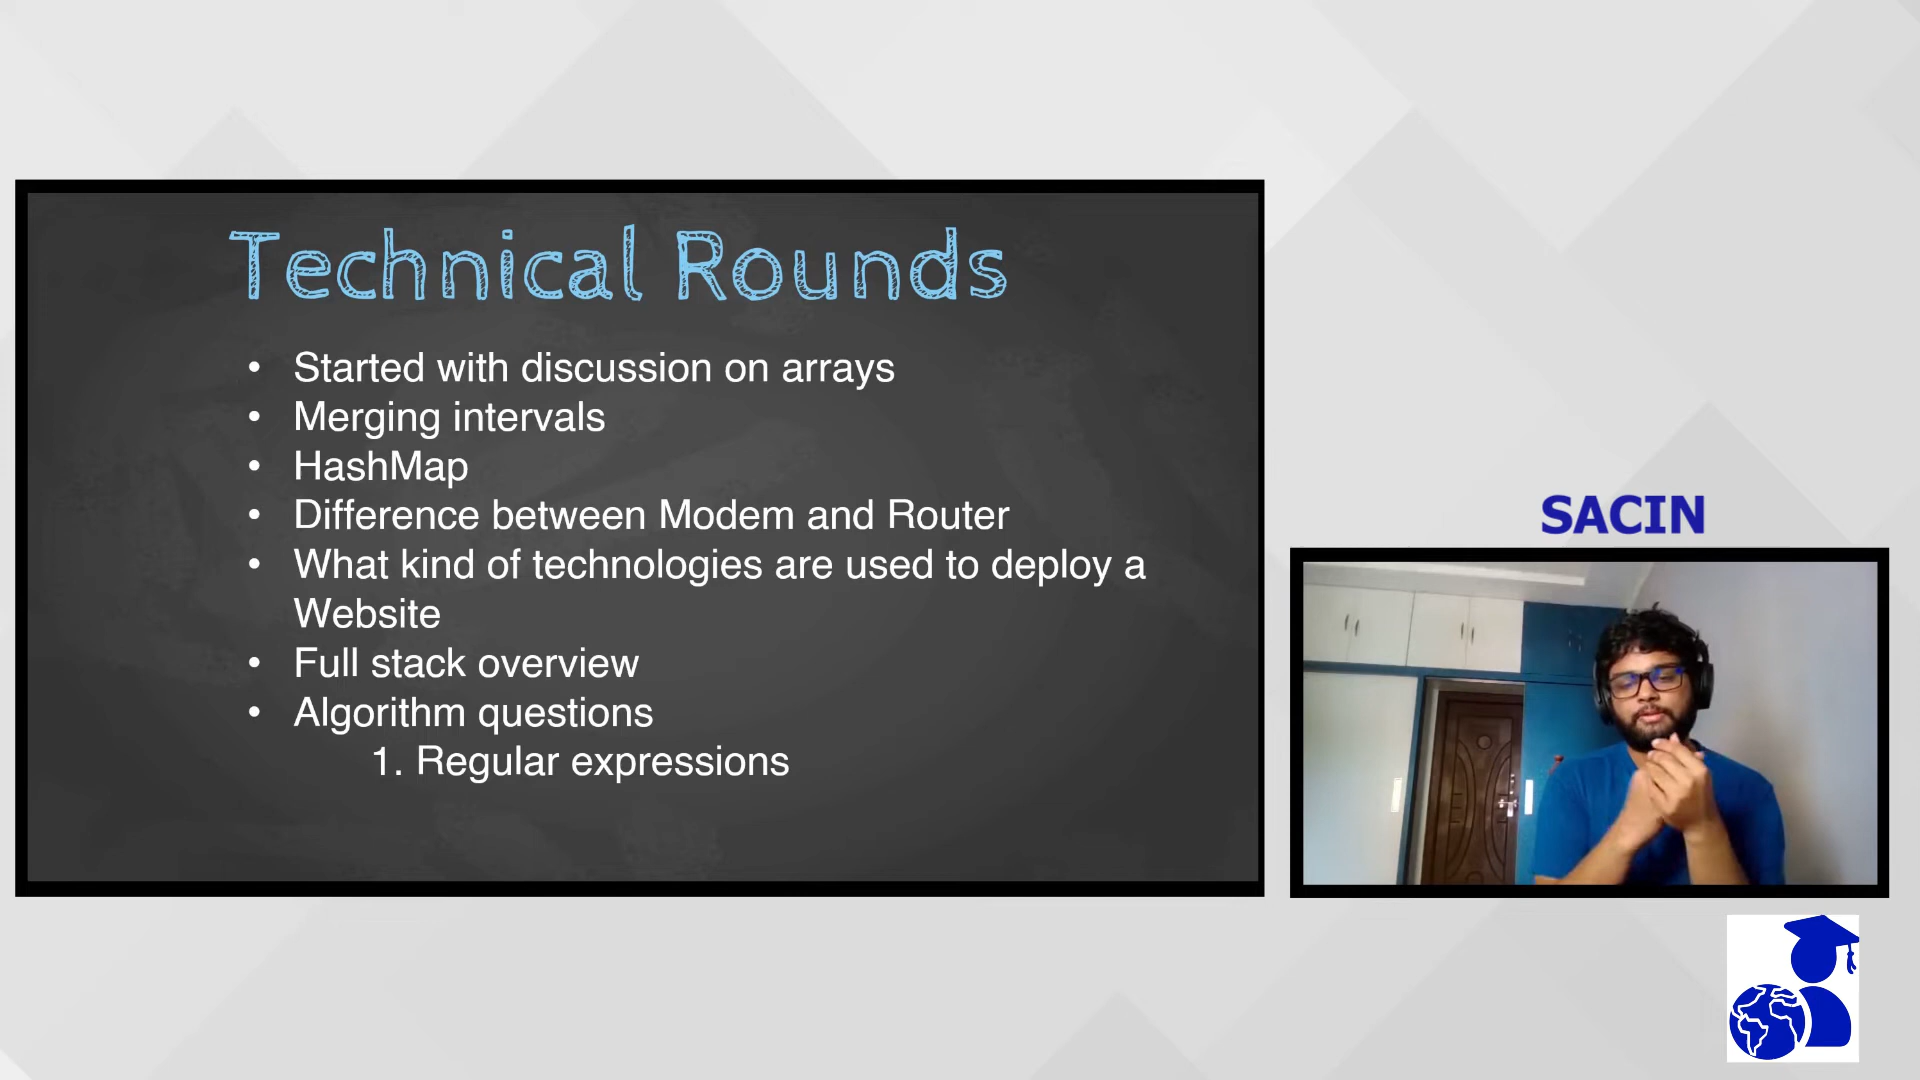 Technical Rounds
• Started with discussion on arrays
• Merging intervals
• HashMap
• Difference between Modem and Router
• What kind of technologies are used to deploy a
Website
• Full stack overview
• Algorithm questions
1. Regular expressions
SACIN